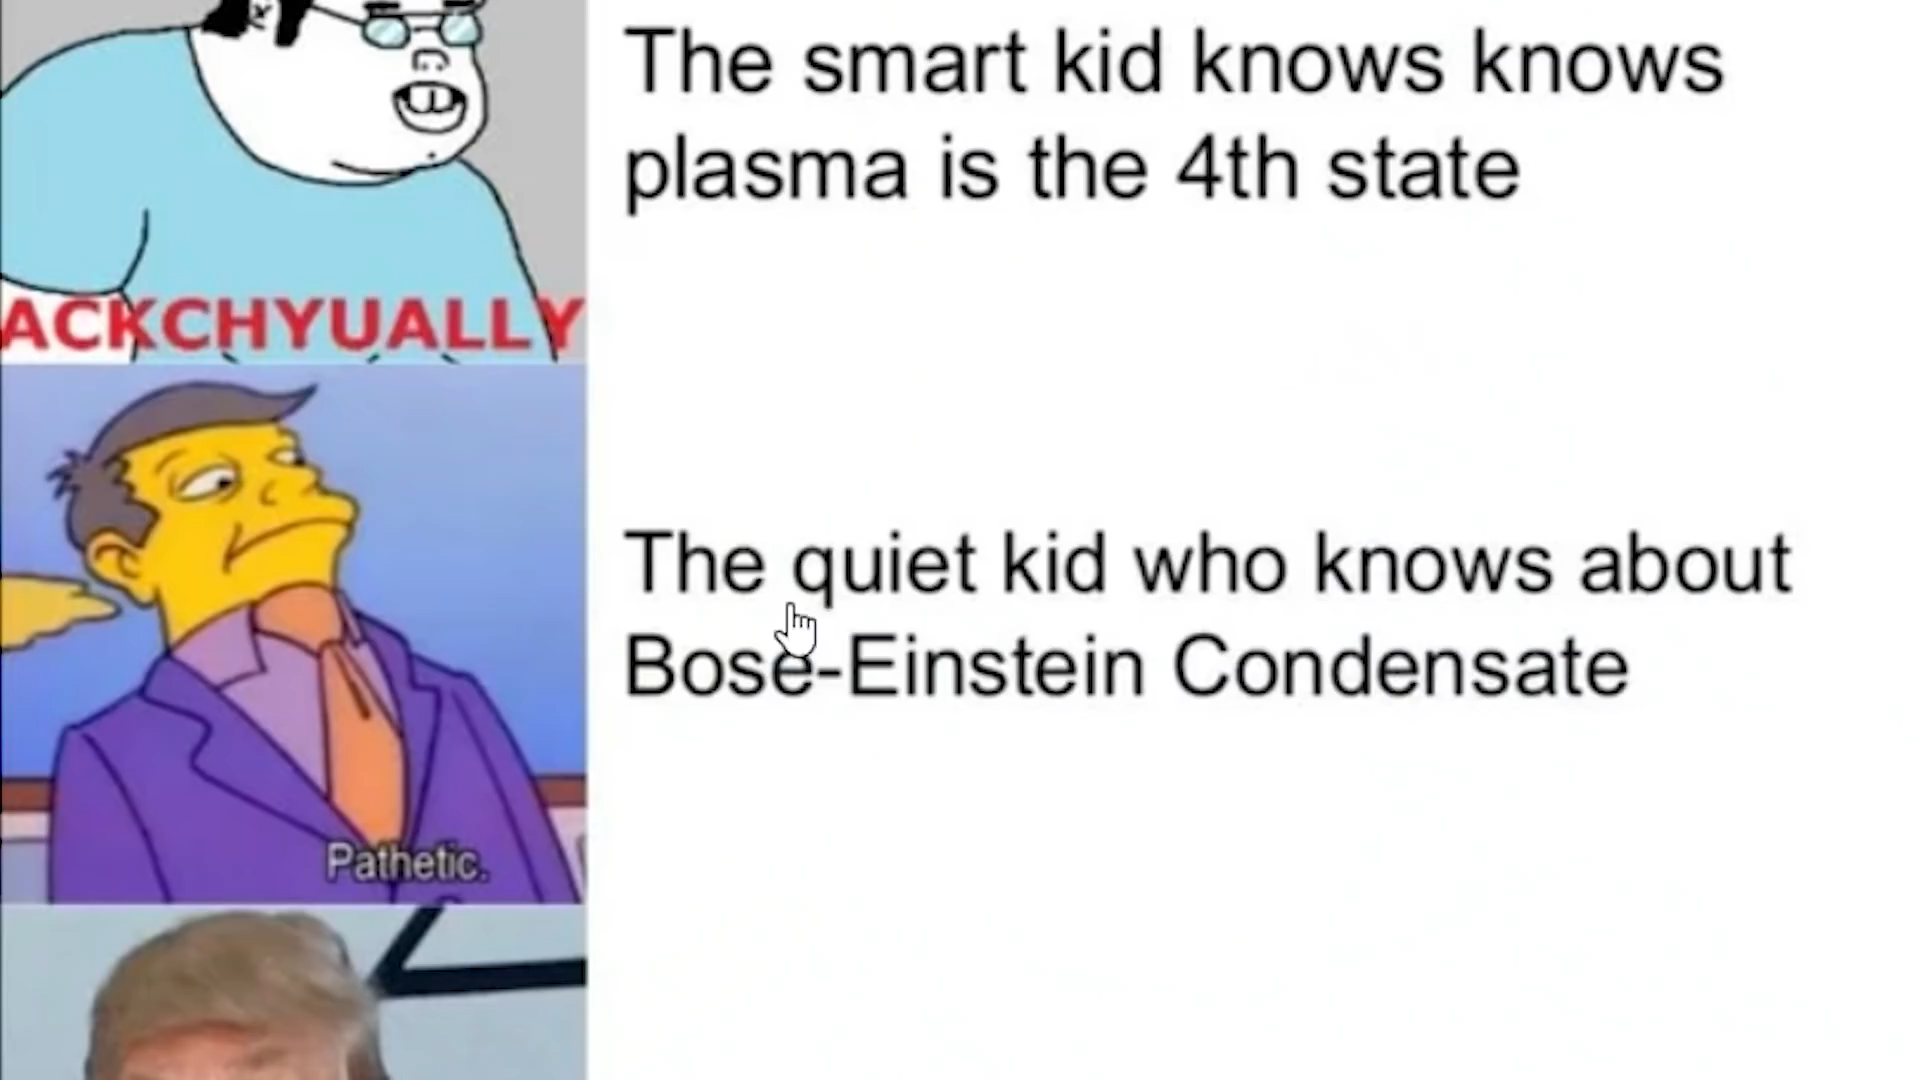 The smart kid knows knows
plasma is the 4th state
ACKCHYUALLY
The quiet kid who knows about
Bose-Einstein Condensate
Pathetic.